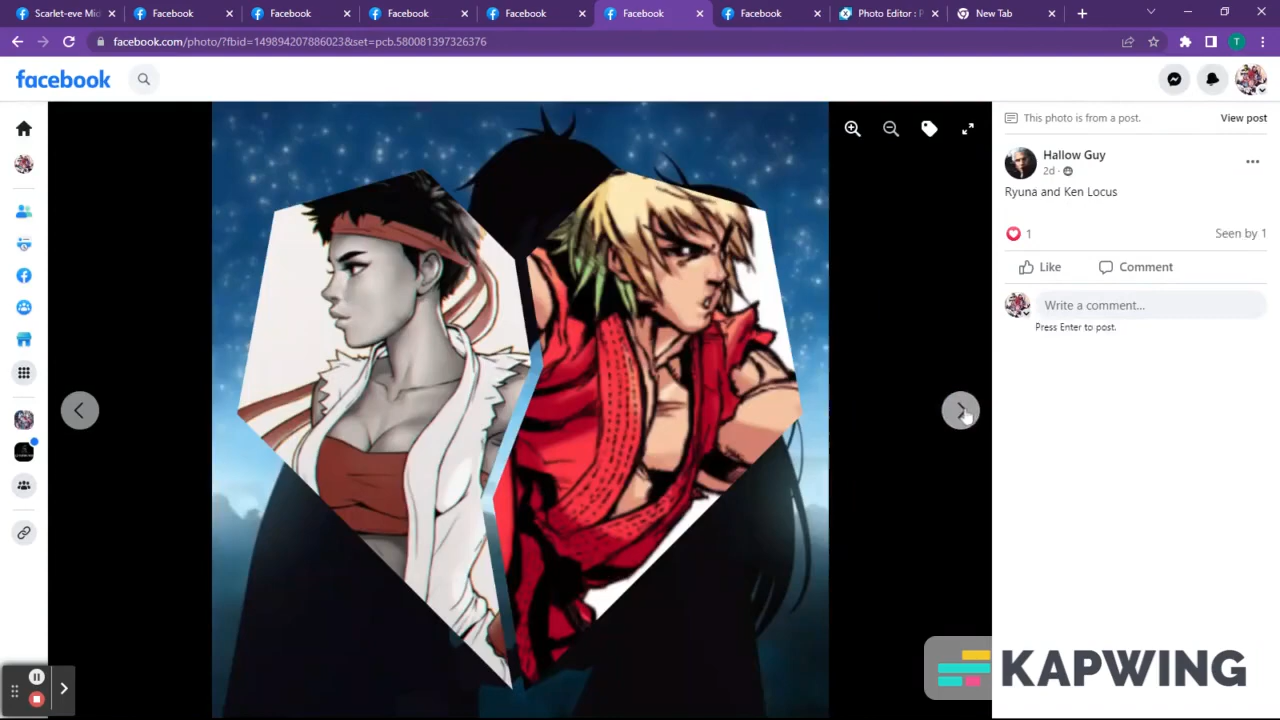 Scarlet-eve Mid
Facebook
Facebook
Facebook
Facebook
Facebook
Facebook
Photo Editor : P
New Tab
facebook.com/photo/?fbid=149894207886023&set=pcb.580081397326376
T
facebook
This photo is from a post.
View post
Hallow Guy
2d
Ryuna and Ken Locus
1
Seen by 1
Like
Comment
Write a comment...
Press Enter to post.
KAPWING